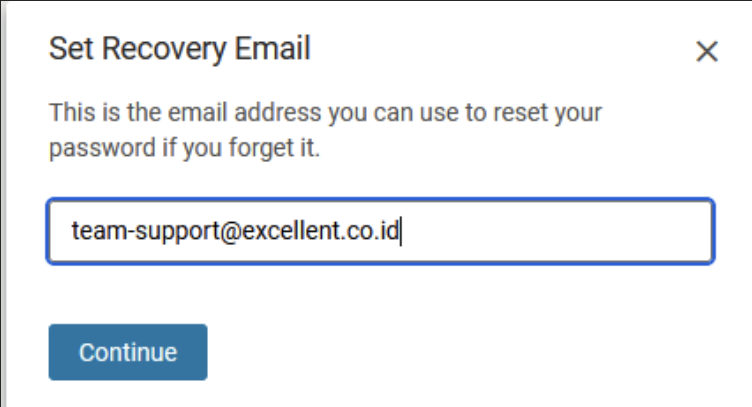 Set Recovery Email
This is the email address you can use to reset your
password if you forget it.
team-support@excellent.co.id
Continue